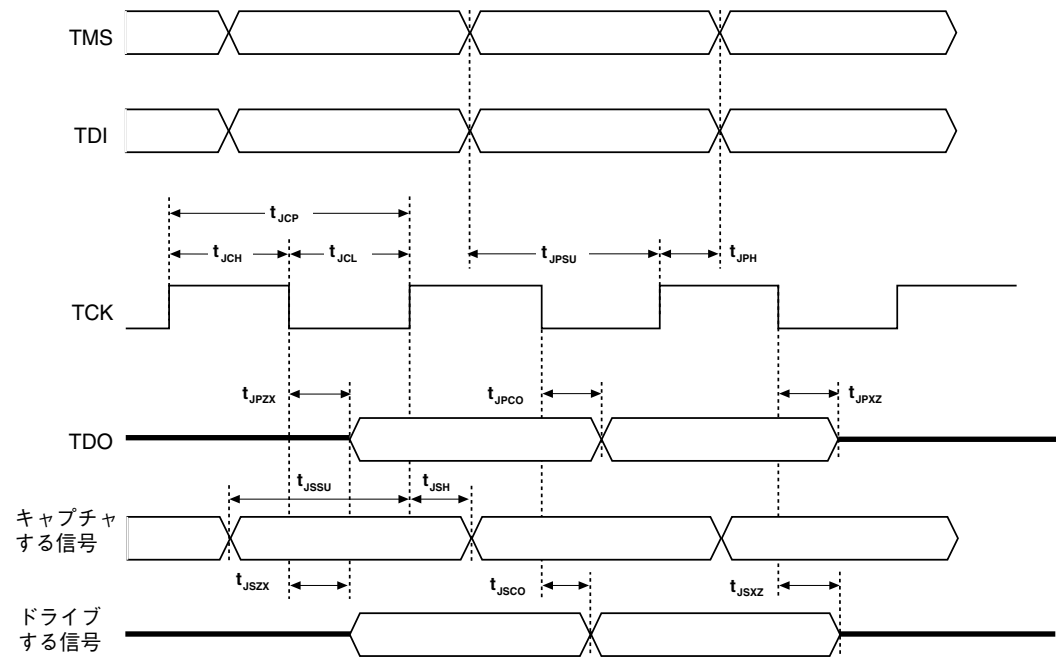 TMS
TDI
tJCP
tJCH
tJCL
tJPSU
tJPH
TCK
tJPZX
tJPCO
tJPXZ
TDO
tJSSU
tJSH
キャプチャ
する信号
tJSZX
tJSCO
tJSXZ
ドライブ
する信号